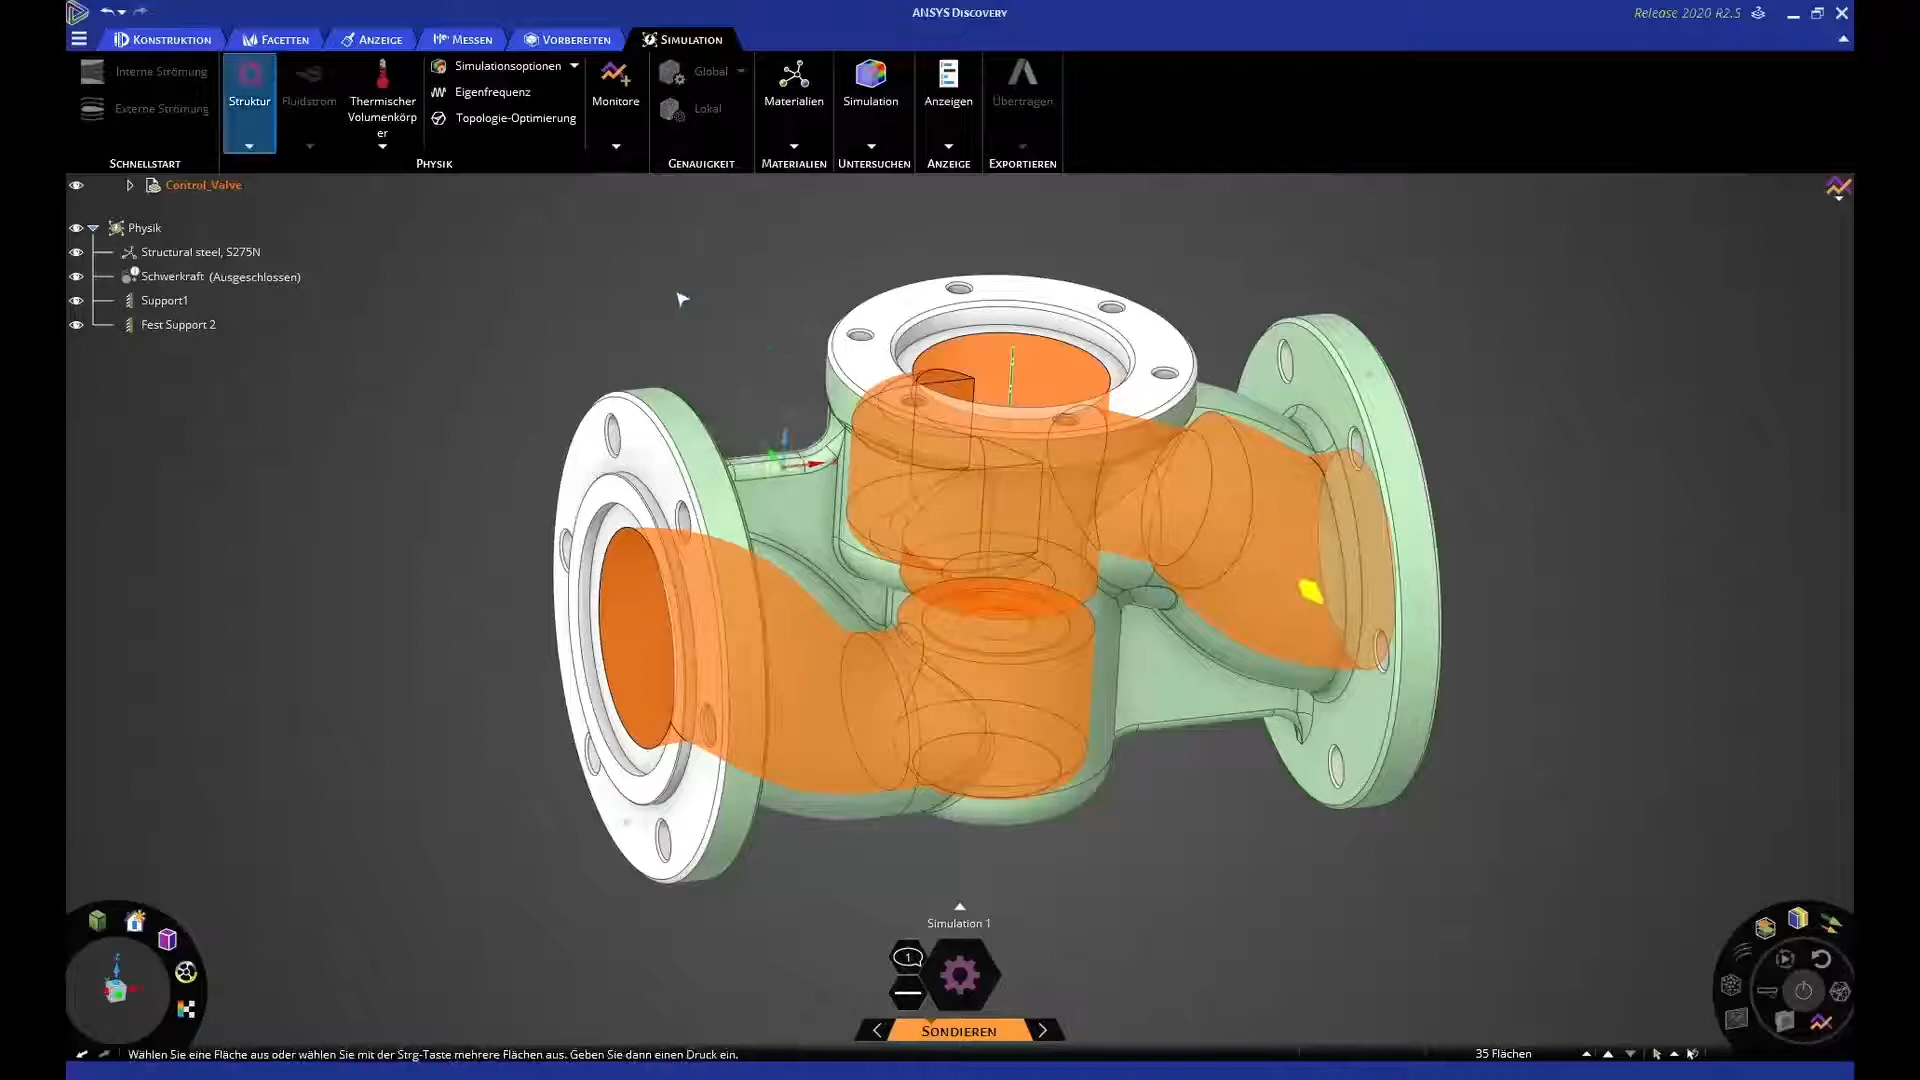 ANSYS DISCOVERY
Release 2020 R2.5
KONSTRUKTION
FACETTEN
ANZEIGE
MESSEN
VORBEREITEN
SIMULATION
Interne Strömung
Externe Strömung
SCHNELLSTART
Struktur
Fluidstrom
Thermischer
Volumenkörp
er
Simulationsoptionen
Eigenfrequenz
Topologie-Optimierung
PHYSIK
Monitore
Global
Lokal
GENAUIGKEIT
Materialien
MATERIALIEN
Simulation
UNTERSUCHEN
Anzeigen
ANZEIGE
Übertragen
EXPORTIEREN
Control_Valve
Physik
Structural steel, S275N
Schwerkraft (Ausgeschlossen)
Support1
Fest Support 2
Simulation 1
1
SONDIEREN
Wählen Sie eine Fläche aus oder wählen Sie mit der Strg-Taste mehrere Flächen aus. Geben Sie dann einen Druck ein.
35 Flächen